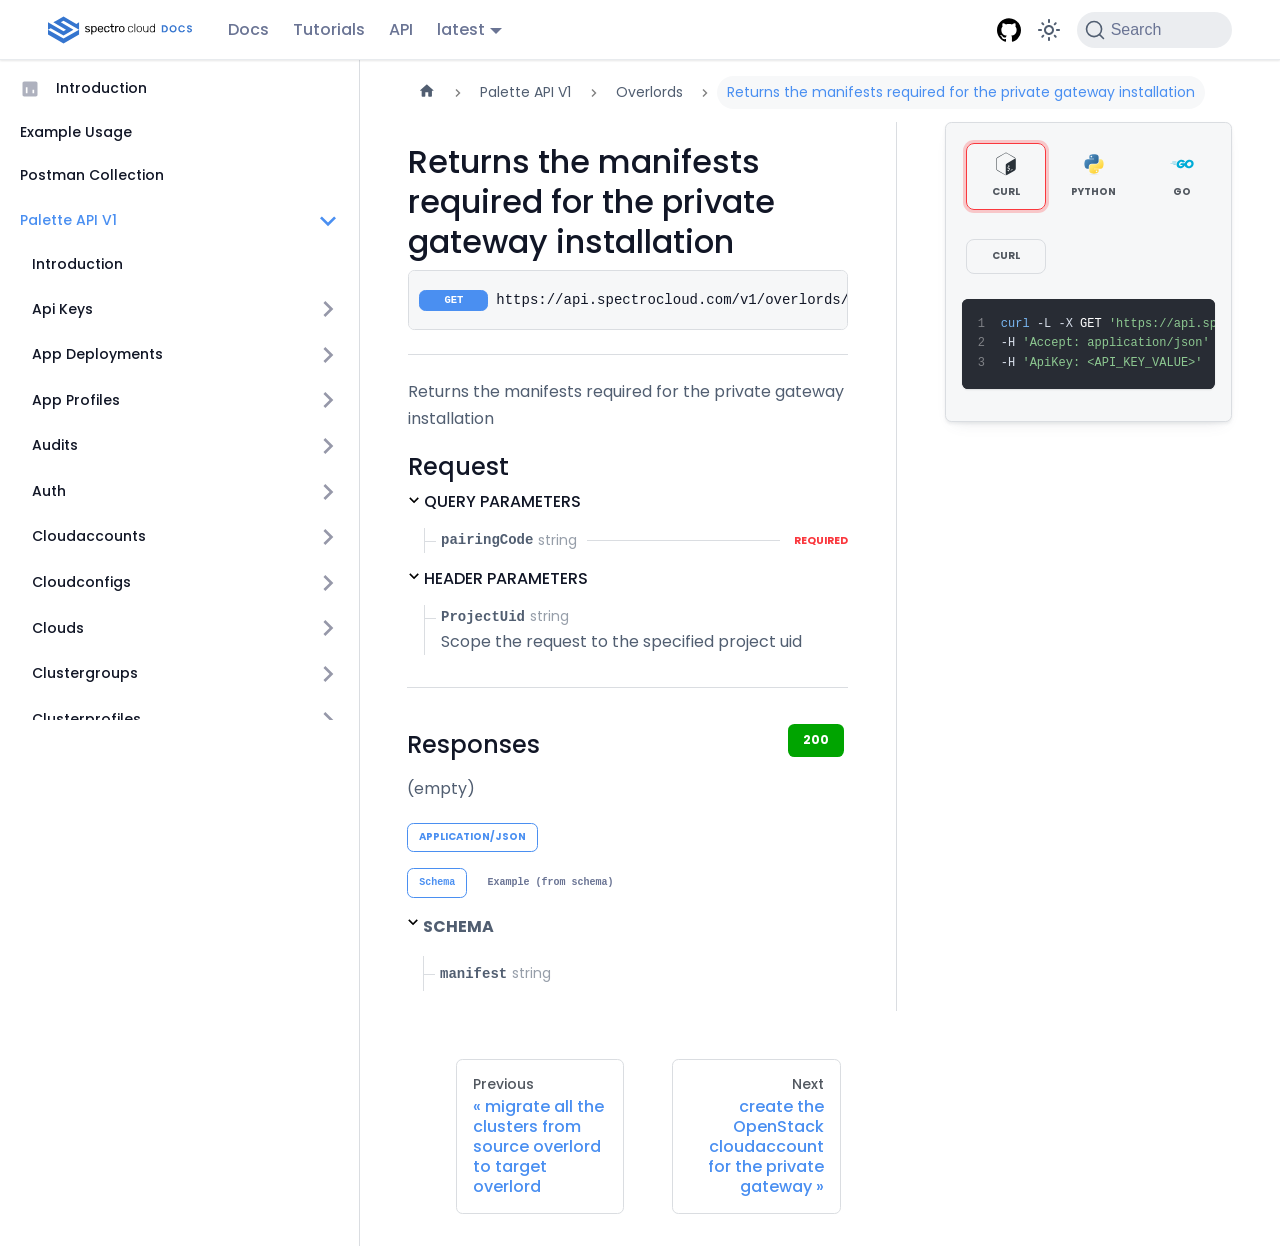 spectro cloud DOCS
Docs
Tutorials
API
latest
Search
Introduction
Example Usage
Postman Collection
Palette API V1
Introduction
Api Keys
App Deployments
App Profiles
Audits
Auth
Cloudaccounts
Cloudconfigs
Clouds
Clustergroups
Clusterprofiles
Palette API V1
Overlords
Returns the manifests required for the private gateway installation
Returns the manifests
required for the private
gateway installation
GET https://api.spectrocloud.com/v1/overlords/
Returns the manifests required for the private gateway
installation
Request
QUERY PARAMETERS
pairingCode string REQUIRED
HEADER PARAMETERS
ProjectUid string
Scope the request to the specified project uid
Responses
200
(empty)
APPLICATION/JSON
Schema
Example (from schema)
SCHEMA
manifest string
CURL
PYTHON
GO
CURL
1 curl -L -X GET 'https://api.sp
2 -H 'Accept: application/json'
3 -H 'ApiKey: <API_KEY_VALUE>'
Previous
« migrate all the
clusters from
source overlord
to target
overlord
Next
create the
OpenStack
cloudaccount
for the private
gateway »